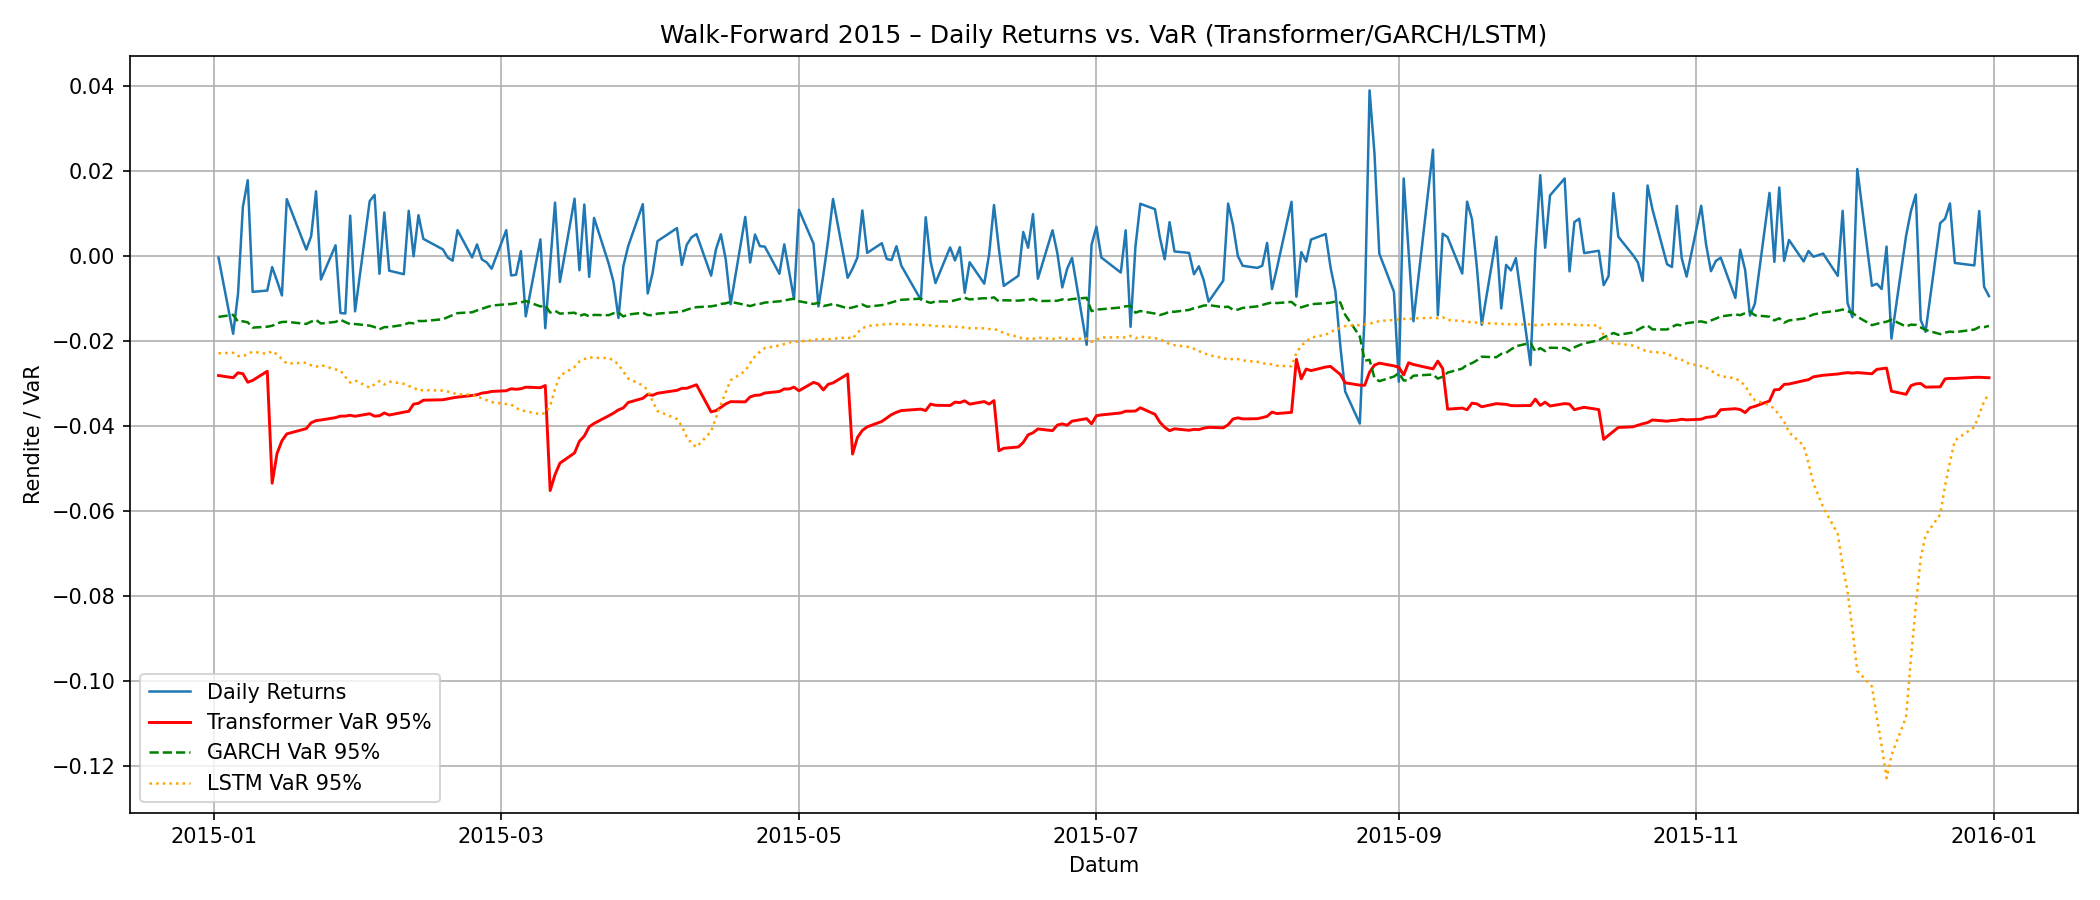 Walk-Forward 2015 – Daily Returns vs. VaR (Transformer/GARCH/LSTM)
Rendite / VaR
0.04
0.02
0.00
−0.02
−0.04
−0.06
−0.08
−0.10
−0.12
Daily Returns
Transformer VaR 95%
GARCH VaR 95%
LSTM VaR 95%
2015-01
2015-03
2015-05
2015-07
2015-09
2015-11
2016-01
Datum